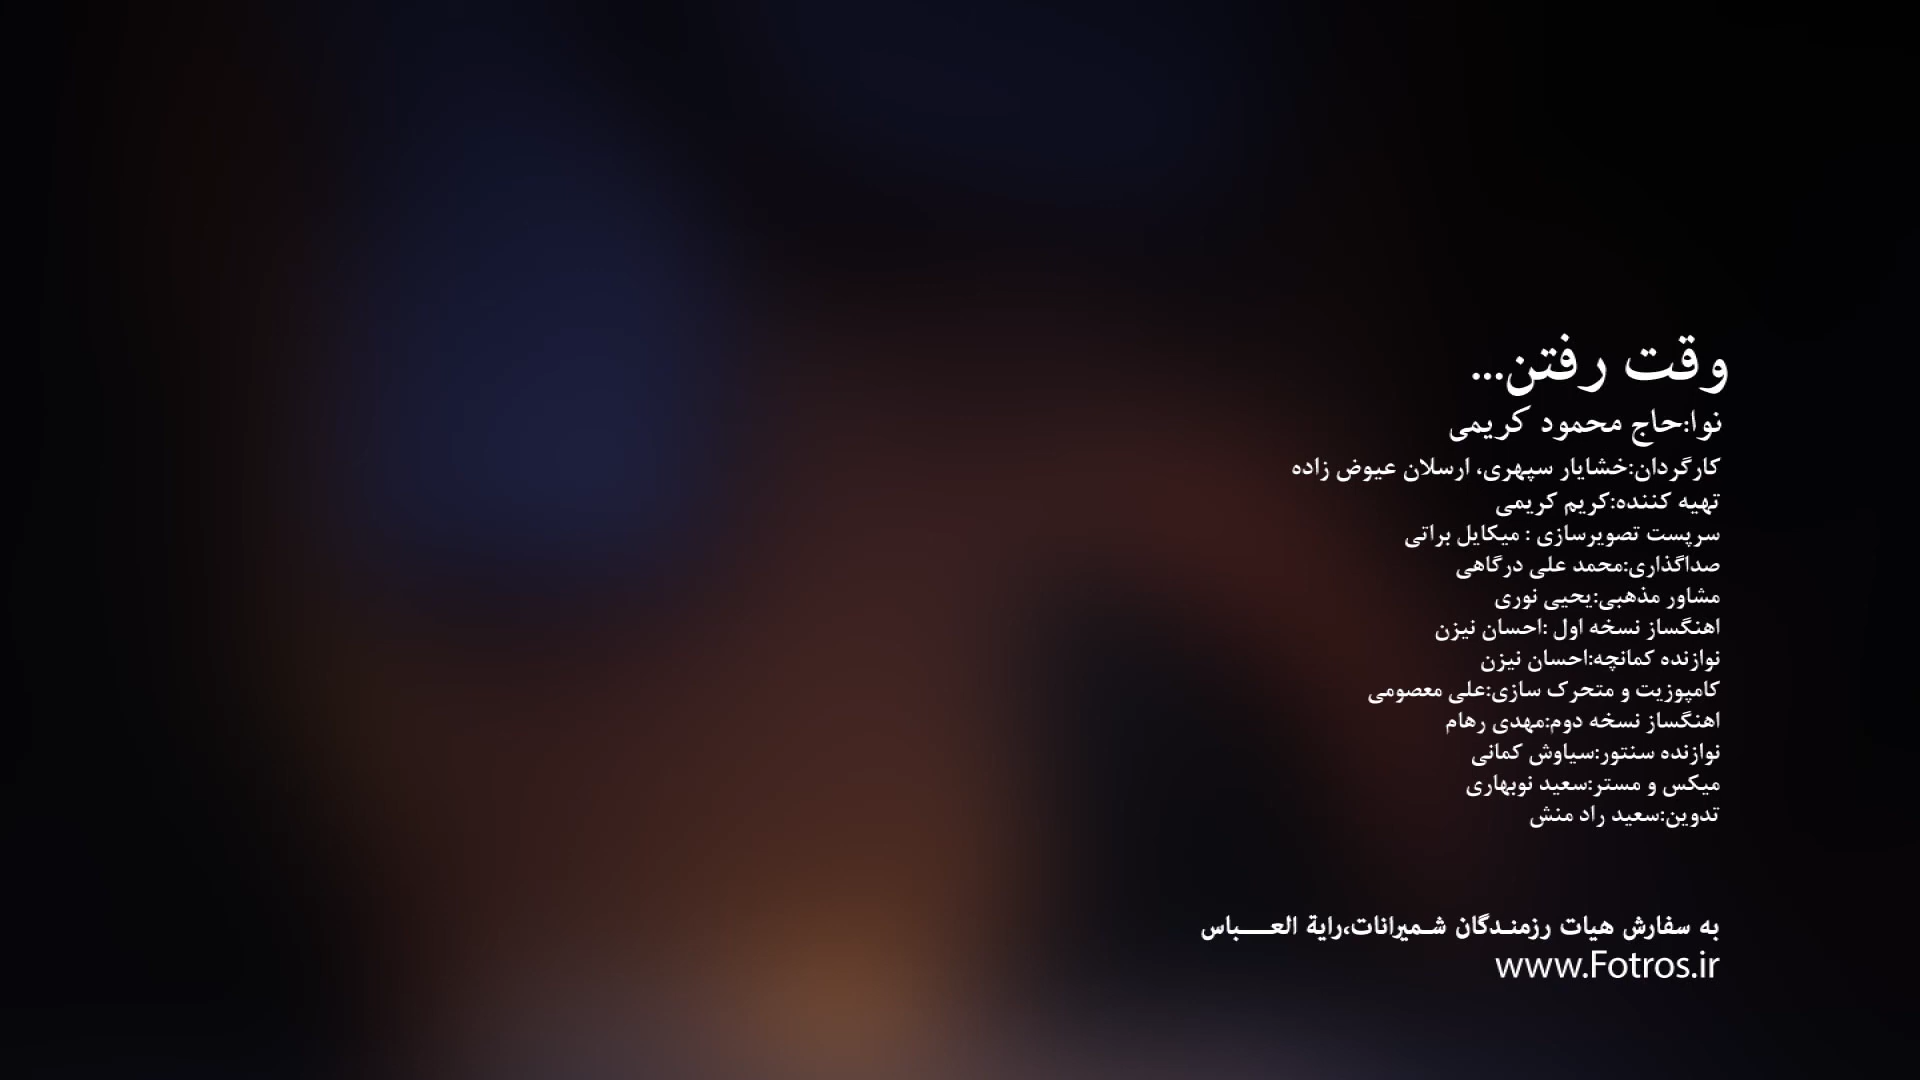 وقت رفتن...
نوا:حاج محمود کریمی
کارگردان:خشایار سپهری، ارسلان عیوض زاده
تهیه کننده:کریم کریمی
سرپست تصویرسازی : میکایل براتی
صداگذاری:محمد علی درگاهی
مشاور مذهبی:یحیی نوری
اهنگساز نسخه اول :احسان نیزن
نوازنده کمانچه:احسان نیزن
کامپوزیت و متحرک سازی:علی معصومی
اهنگساز نسخه دوم:مهدی رهام
نوازنده سنتور:سیاوش کمانی
میکس و مستر:سعید نوبهاری
تدوین:سعید راد منش
به سفارش هیات رزمنـدگان شـمیرانات،رایة العـــباس
www.Fotros.ir